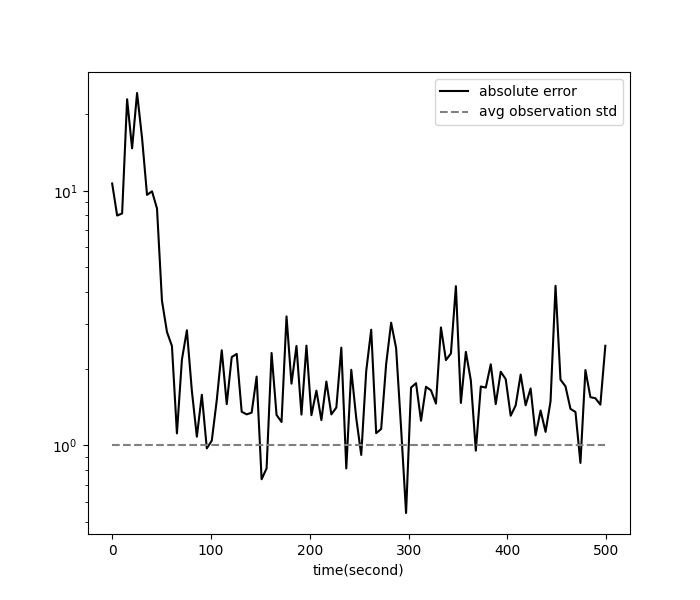 absolute error
avg observation std
10¹
10⁰
0 100 200 300 400 500
time(second)